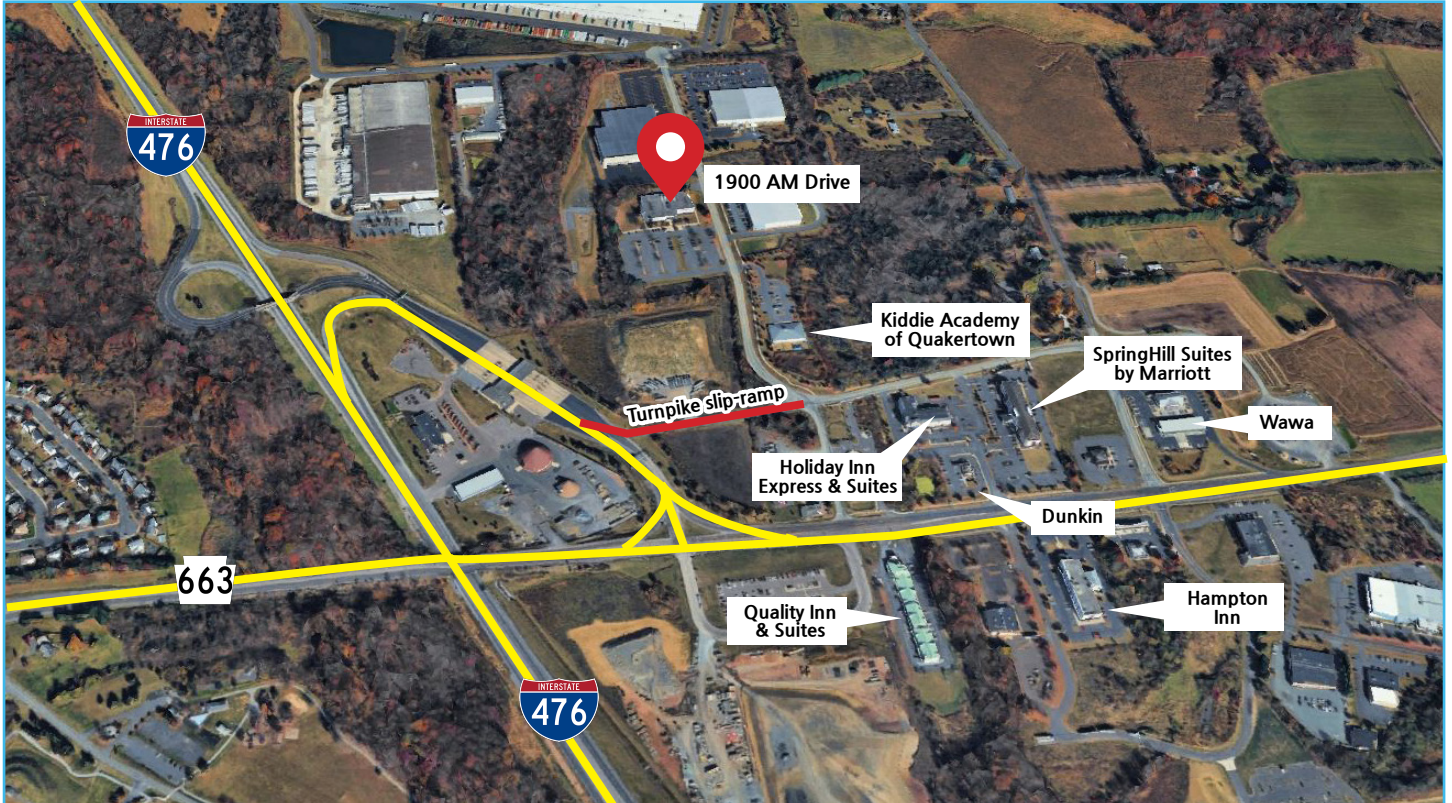 INTERSTATE
476
1900 AM Drive
Kiddie Academy
of Quakertown
SpringHill Suites
by Marriott
Turnpike slip-ramp
Wawa
Holiday Inn
Express & Suites
Dunkin
663
Quality Inn
& Suites
Hampton
Inn
INTERSTATE
476